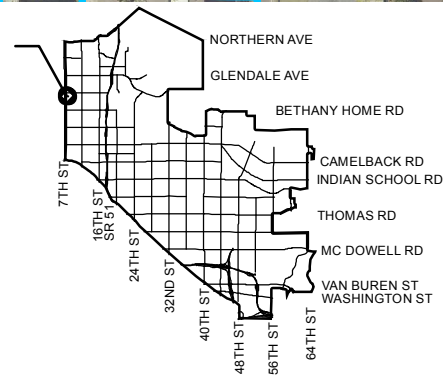 NORTHERN AVE
GLENDALE AVE
BETHANY HOME RD
CAMELBACK RD
INDIAN SCHOOL RD
THOMAS RD
MC DOWELL RD
VAN BUREN ST
WASHINGTON ST
7TH ST
16TH ST
SR 51
24TH ST
32ND ST
40TH ST
48TH ST
56TH ST
64TH ST